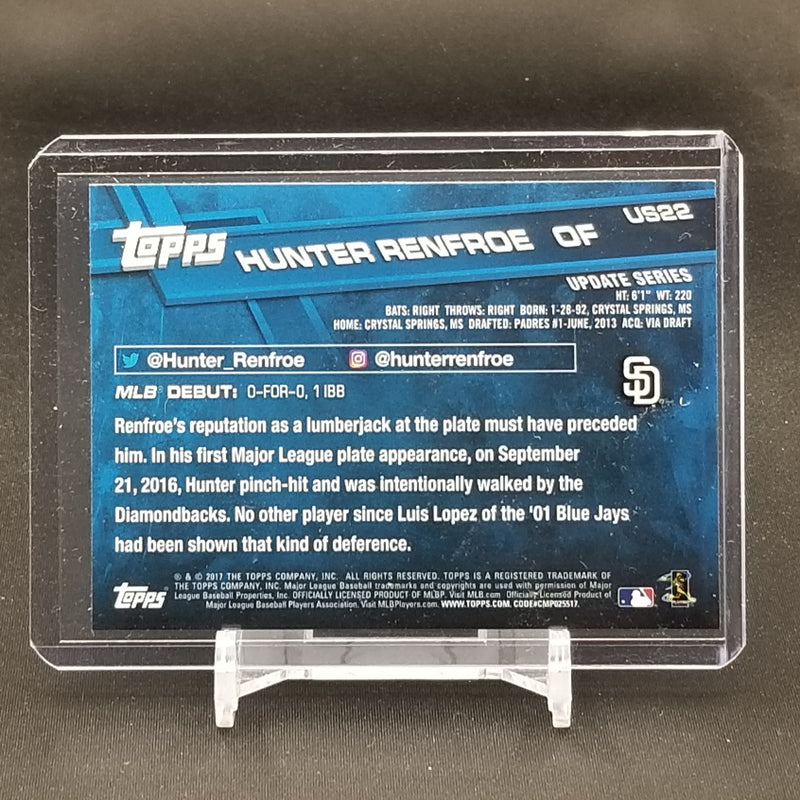 topps HUNTER RENFROE OF US22
UPDATE SERIES
HT: 6'1" WT: 220
BATS: RIGHT THROWS: RIGHT BORN: 1-28-92, CRYSTAL SPRINGS, MS
HOME: CRYSTAL SPRINGS, MS DRAFTED: PADRES #1-JUNE, 2013 ACQ: VIA DRAFT
@Hunter_Renfroe @hunterrenfroe
SD
MLB DEBUT: 0-FOR-0, 1 IBB
Renfroe's reputation as a lumberjack at the plate must have preceded
him. In his first Major League plate appearance, on September
21, 2016, Hunter pinch-hit and was intentionally walked by the
Diamondbacks. No other player since Luis Lopez of the '01 Blue Jays
had been shown that kind of deference.
topps
® & © 2017 THE TOPPS COMPANY, INC. ALL RIGHTS RESERVED. TOPPS IS A REGISTERED TRADEMARK OF
THE TOPPS COMPANY, INC. Major League Baseball trademarks and copyrights are used with permission of Major
League Baseball Properties, Inc. OFFICIALLY LICENSED PRODUCT OF MLBP. Visit MLB.com Officially Licensed Product of
Major League Baseball Players Association. Visit MLBPlayers.com. WWW.TOPPS.COM. CODE#CMP025517.